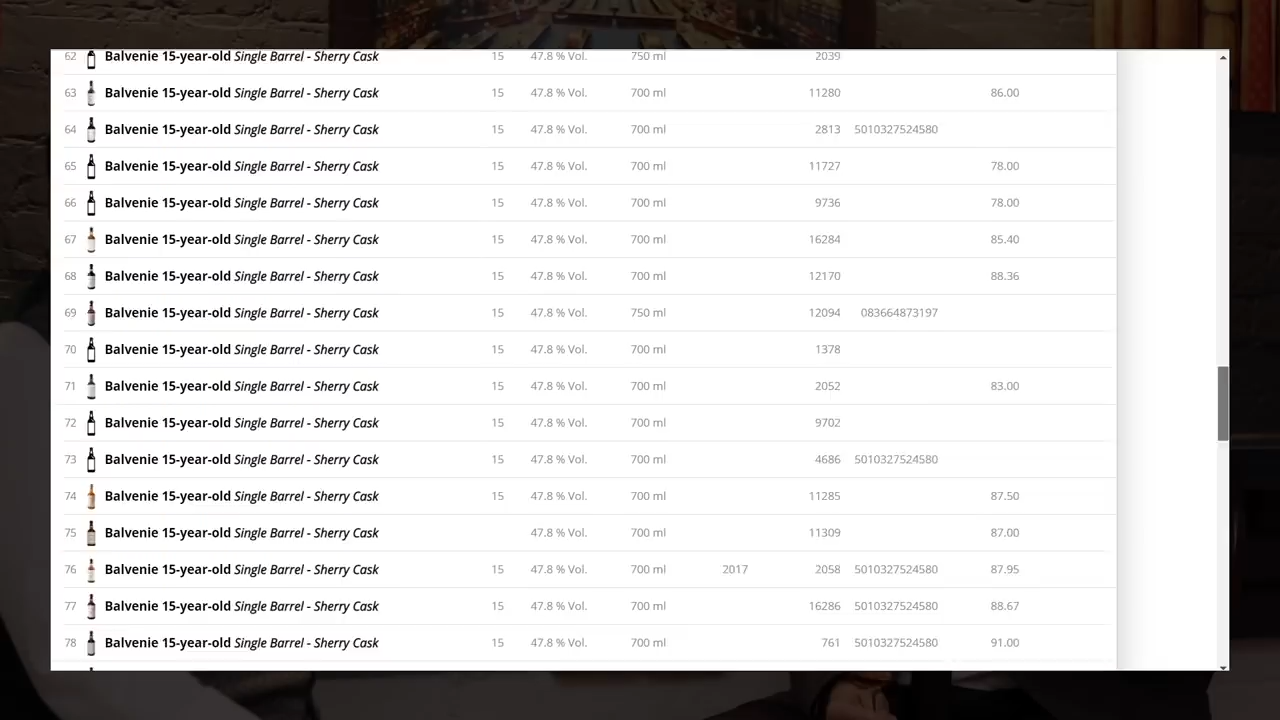 62 Balvenie 15-year-old Single Barrel - Sherry Cask 15 47.8 % Vol. 750 ml 2039
63 Balvenie 15-year-old Single Barrel - Sherry Cask 15 47.8 % Vol. 700 ml 11280 86.00
64 Balvenie 15-year-old Single Barrel - Sherry Cask 15 47.8 % Vol. 700 ml 2813 5010327524580
65 Balvenie 15-year-old Single Barrel - Sherry Cask 15 47.8 % Vol. 700 ml 11727 78.00
66 Balvenie 15-year-old Single Barrel - Sherry Cask 15 47.8 % Vol. 700 ml 9736 78.00
67 Balvenie 15-year-old Single Barrel - Sherry Cask 15 47.8 % Vol. 700 ml 16284 85.40
68 Balvenie 15-year-old Single Barrel - Sherry Cask 15 47.8 % Vol. 700 ml 12170 88.36
69 Balvenie 15-year-old Single Barrel - Sherry Cask 15 47.8 % Vol. 750 ml 12094 083664873197
70 Balvenie 15-year-old Single Barrel - Sherry Cask 15 47.8 % Vol. 700 ml 1378
71 Balvenie 15-year-old Single Barrel - Sherry Cask 15 47.8 % Vol. 700 ml 2052 83.00
72 Balvenie 15-year-old Single Barrel - Sherry Cask 15 47.8 % Vol. 700 ml 9702
73 Balvenie 15-year-old Single Barrel - Sherry Cask 15 47.8 % Vol. 700 ml 4686 5010327524580
74 Balvenie 15-year-old Single Barrel - Sherry Cask 15 47.8 % Vol. 700 ml 11285 87.50
75 Balvenie 15-year-old Single Barrel - Sherry Cask 47.8 % Vol. 700 ml 11309 87.00
76 Balvenie 15-year-old Single Barrel - Sherry Cask 15 47.8 % Vol. 700 ml 2017 2058 5010327524580 87.95
77 Balvenie 15-year-old Single Barrel - Sherry Cask 15 47.8 % Vol. 700 ml 16286 5010327524580 88.67
78 Balvenie 15-year-old Single Barrel - Sherry Cask 15 47.8 % Vol. 700 ml 761 5010327524580 91.00